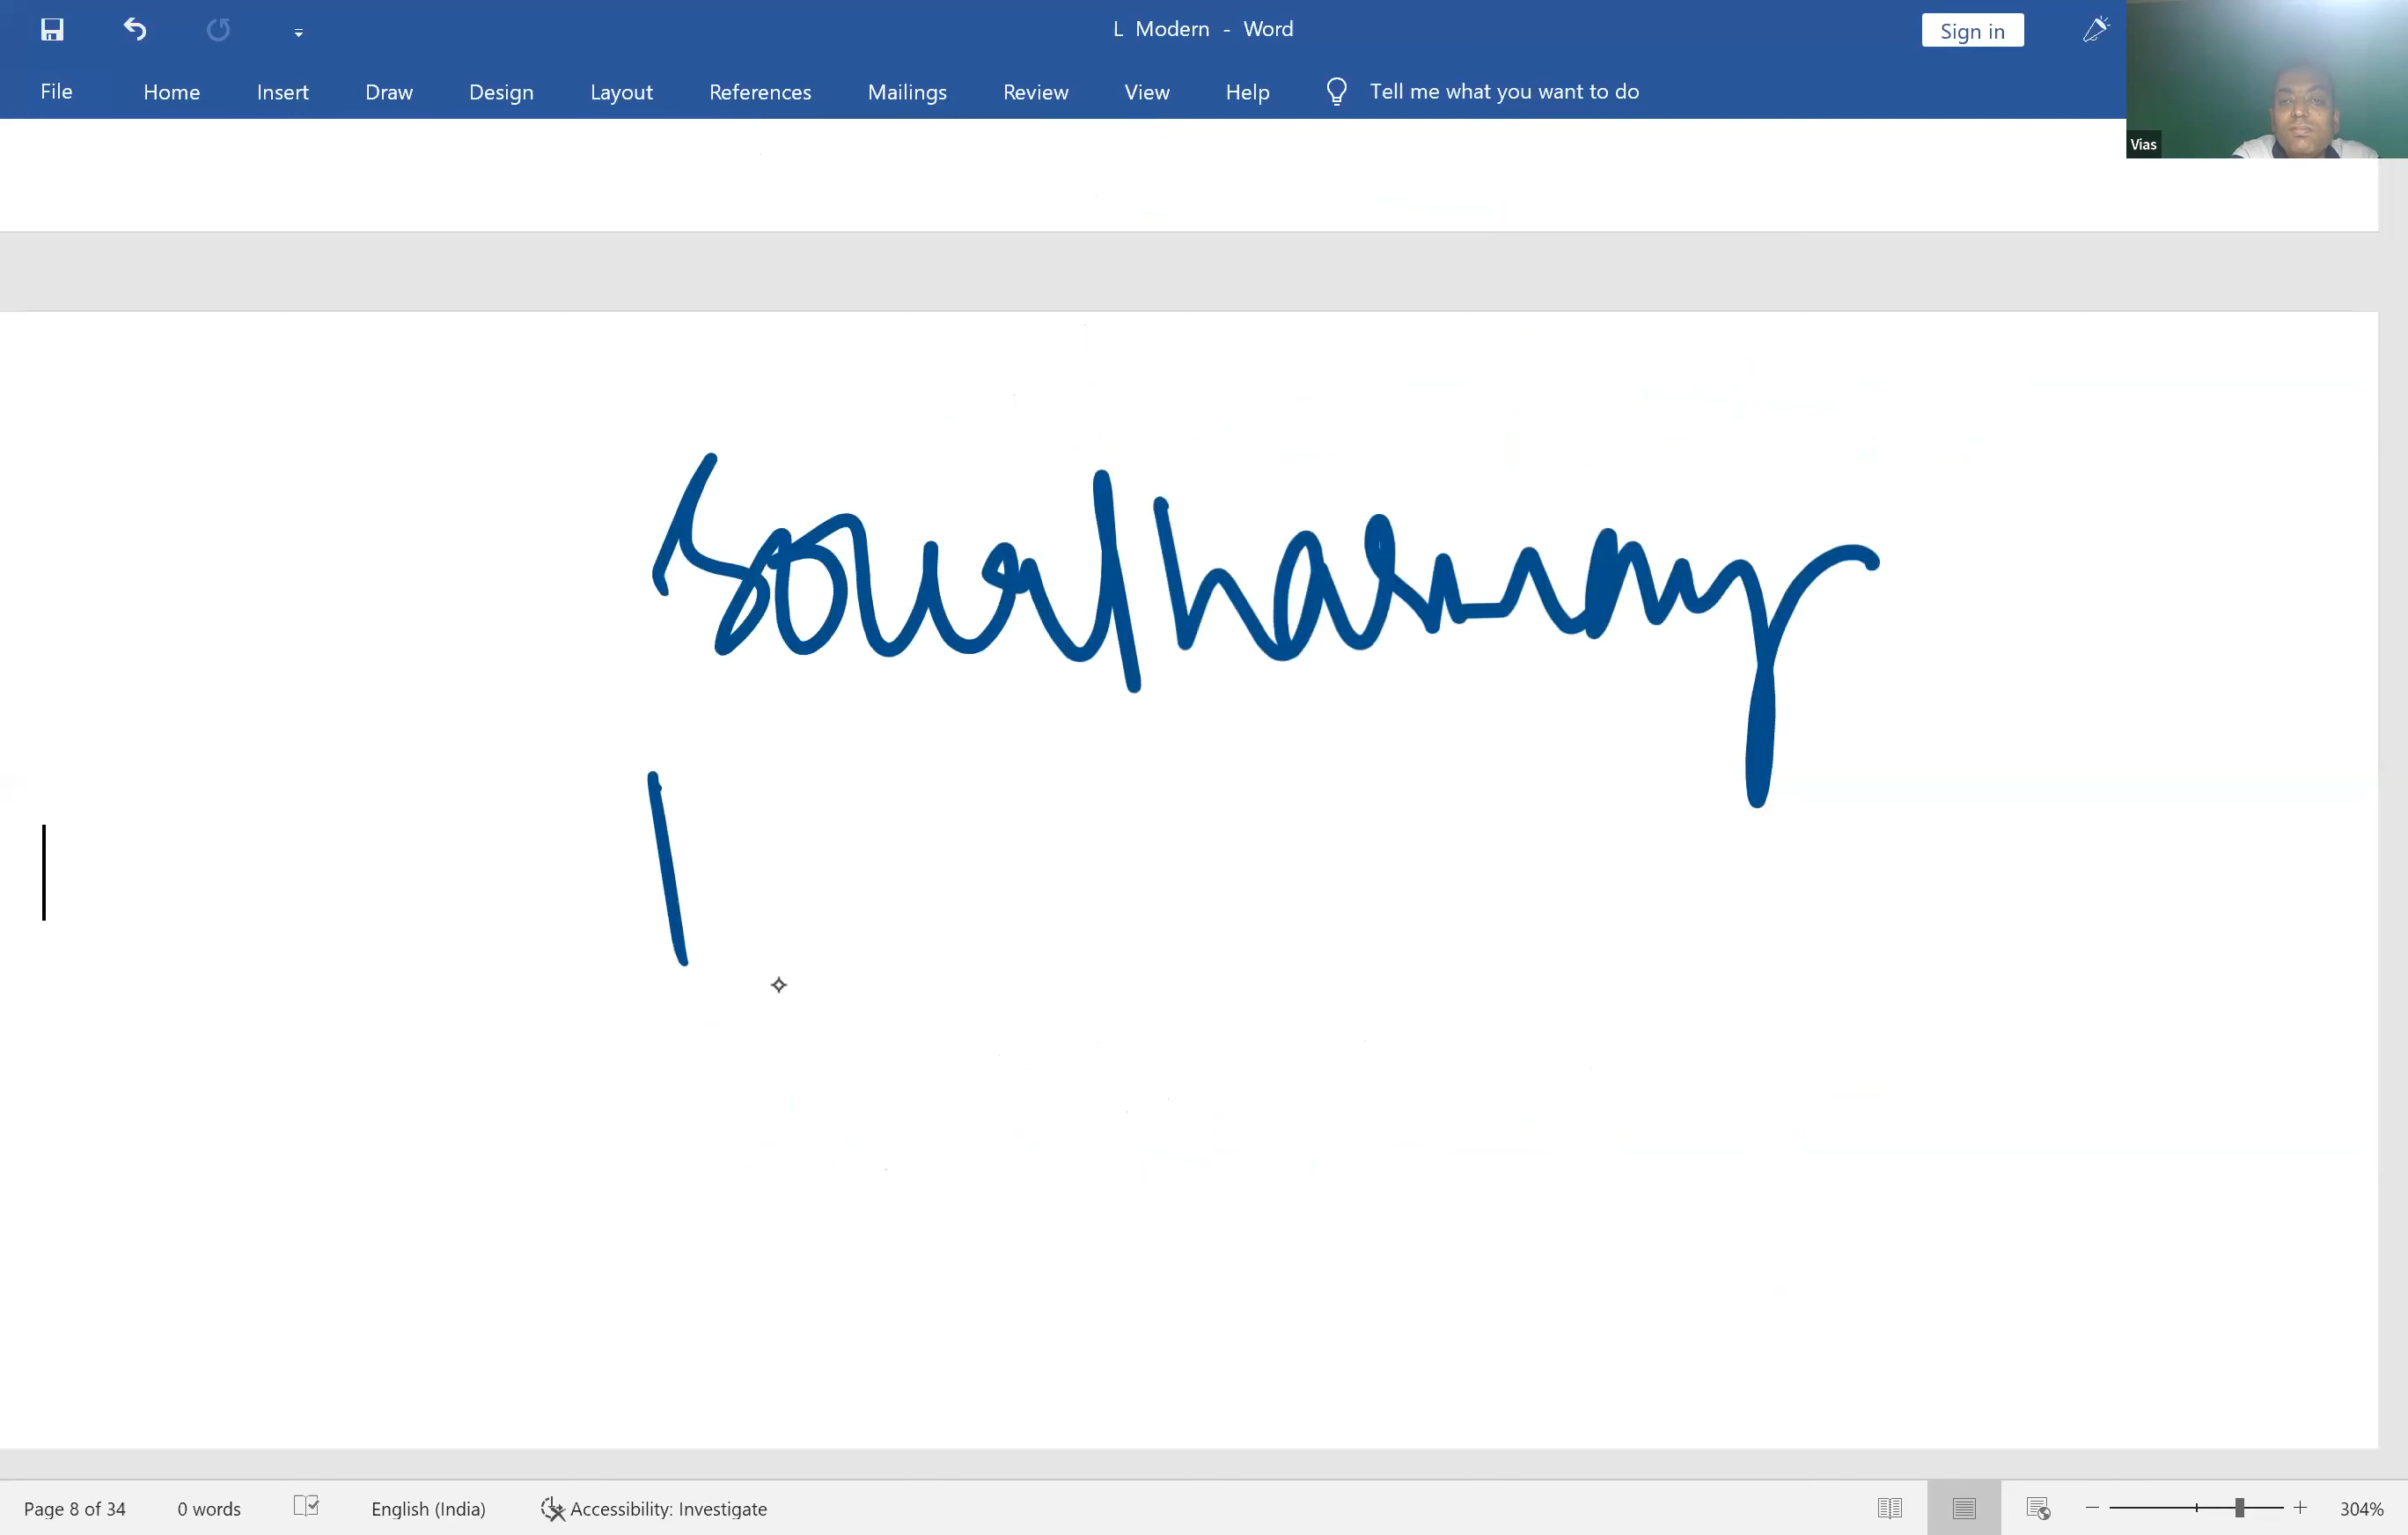 L Modern - Word
Sign in
File Home Insert Draw Design Layout References Mailings Review View Help Tell me what you want to do
Vias
Page 8 of 34 0 words English (India) Accessibility: Investigate 304%